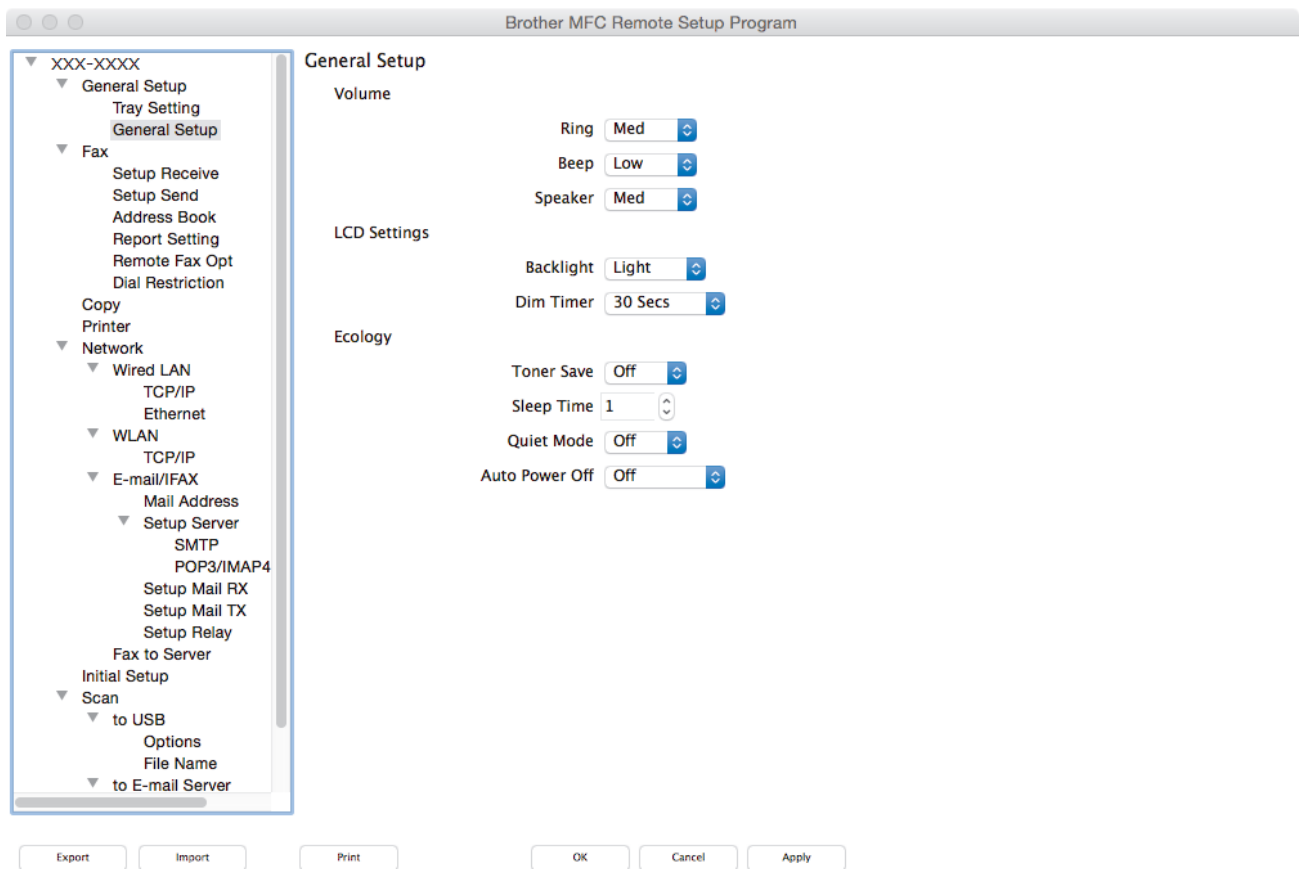 Brother MFC Remote Setup Program
XXX-XXXX
General Setup
Tray Setting
General Setup
Fax
Setup Receive
Setup Send
Address Book
Report Setting
Remote Fax Opt
Dial Restriction
Copy
Printer
Network
Wired LAN
TCP/IP
Ethernet
WLAN
TCP/IP
E-mail/IFAX
Mail Address
Setup Server
SMTP
POP3/IMAP4
Setup Mail RX
Setup Mail TX
Setup Relay
Fax to Server
Initial Setup
Scan
to USB
Options
File Name
to E-mail Server
General Setup
Volume
Ring Med
Beep Low
Speaker Med
LCD Settings
Backlight Light
Dim Timer 30 Secs
Ecology
Toner Save Off
Sleep Time 1
Quiet Mode Off
Auto Power Off Off
Export Import Print OK Cancel Apply